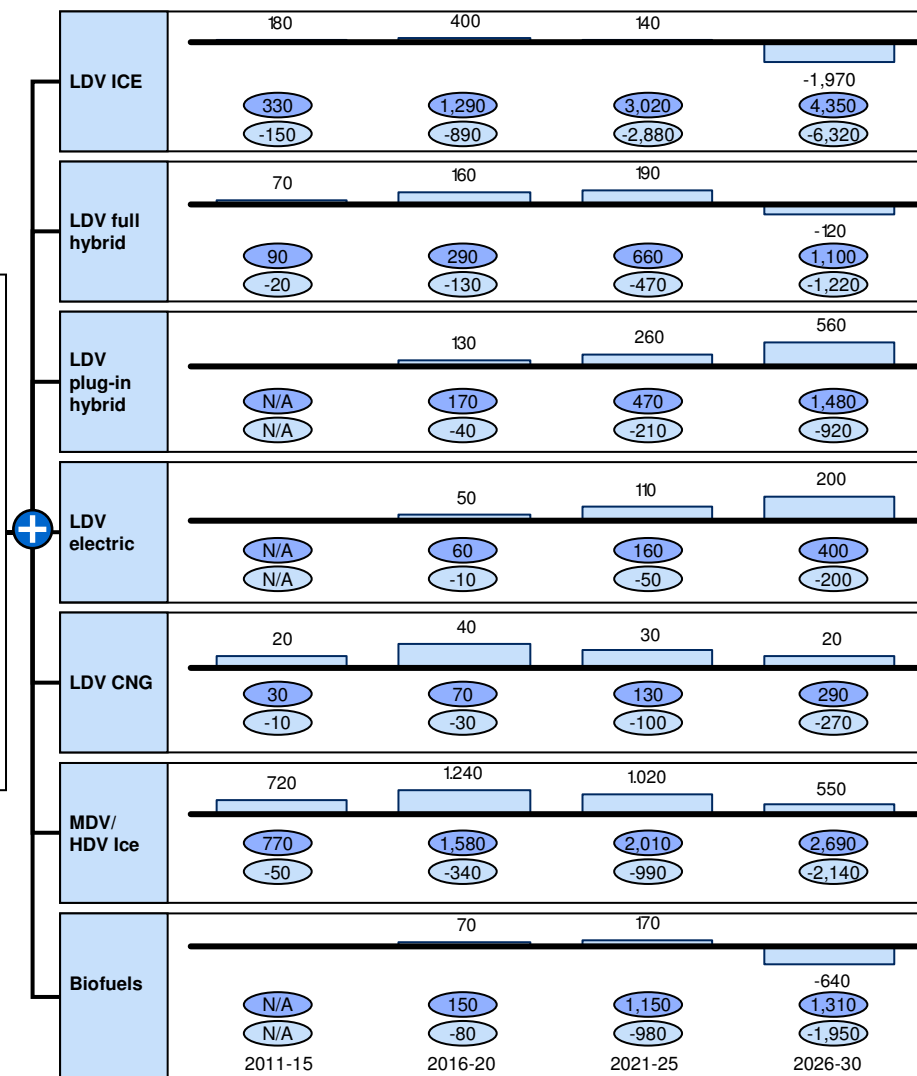 180 400 140
-1,970
LDV ICE
330 1,290 3,020 4,350
-150 -890 -2,880 -6,320
70 160 190
-120
LDV full
hybrid
90 290 660 1,100
-20 -130 -470 -1,220
130 260 560
LDV
plug-in
hybrid
N/A 170 470 1,480
N/A -40 -210 -920
50 110 200
LDV
electric
N/A 60 160 400
N/A -10 -50 -200
20 40 30 20
LDV CNG
30 70 130 290
-10 -30 -100 -270
720 1.240 1.020 550
MDV/
HDV Ice
770 1,580 2,010 2,690
-50 -340 -990 -2,140
70 170
-640
Biofuels
N/A 150 1,150 1,310
N/A -80 -980 -1,950
2011-15 2016-20 2021-25 2026-30